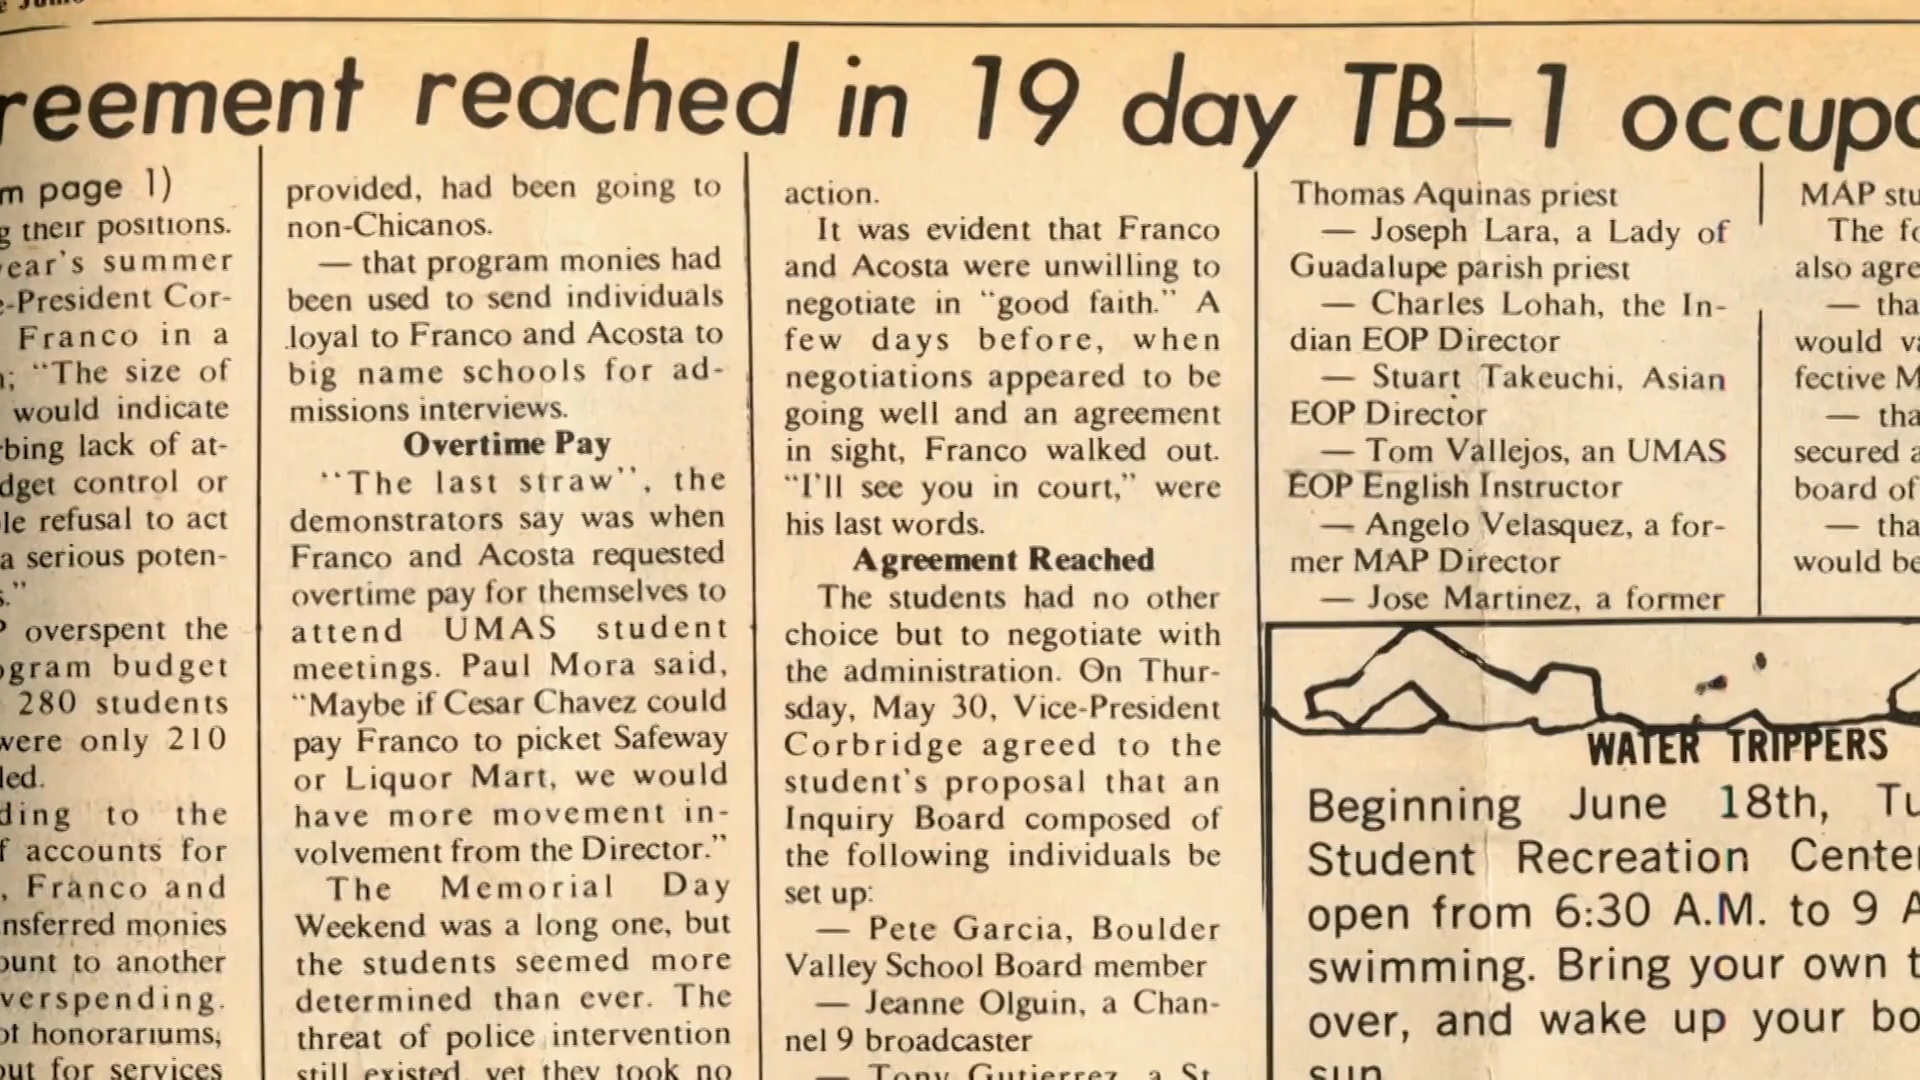 reement reached in 19 day TB-1 occupa
m page 1)
g their positions.
ear's summer
e-President Cor-
Franco in a
"The size of
would indicate
bing lack of at-
dget control or
le refusal to act
a serious poten-
s."
P overspent the
ogram budget
280 students
were only 210
led.
ding to the
f accounts for
, Franco and
nsferred monies
ount to another
verspending.
of honorariums,
out for services
provided, had been going to
non-Chicanos.
— that program monies had
been used to send individuals
loyal to Franco and Acosta to
big name schools for ad-
missions interviews.
Overtime Pay
"The last straw", the
demonstrators say was when
Franco and Acosta requested
overtime pay for themselves to
attend UMAS student
meetings. Paul Mora said,
"Maybe if Cesar Chavez could
pay Franco to picket Safeway
or Liquor Mart, we would
have more movement in-
volvement from the Director."
The Memorial Day
Weekend was a long one, but
the students seemed more
determined than ever. The
threat of police intervention
still existed, yet they took no
action.
It was evident that Franco
and Acosta were unwilling to
negotiate in "good faith." A
few days before, when
negotiations appeared to be
going well and an agreement
in sight, Franco walked out.
"I'll see you in court," were
his last words.
Agreement Reached
The students had no other
choice but to negotiate with
the administration. On Thur-
sday, May 30, Vice-President
Corbridge agreed to the
student's proposal that an
Inquiry Board composed of
the following individuals be
set up:
— Pete Garcia, Boulder
Valley School Board member
— Jeanne Olguin, a Chan-
nel 9 broadcaster
— Tony Gutierrez, a St.
Thomas Aquinas priest
— Joseph Lara, a Lady of
Guadalupe parish priest
— Charles Lohah, the In-
dian EOP Director
— Stuart Takeuchi, Asian
EOP Director
— Tom Vallejos, an UMAS
EOP English Instructor
— Angelo Velasquez, a for-
mer MAP Director
— Jose Martinez, a former
MAP stu
The fo
also agre
— tha
would va
fective M
— tha
secured a
board of
— tha
would be
WATER TRIPPERS
Beginning June 18th, Tu
Student Recreation Center
open from 6:30 A.M. to 9 A
swimming. Bring your own t
over, and wake up your bo
sun.